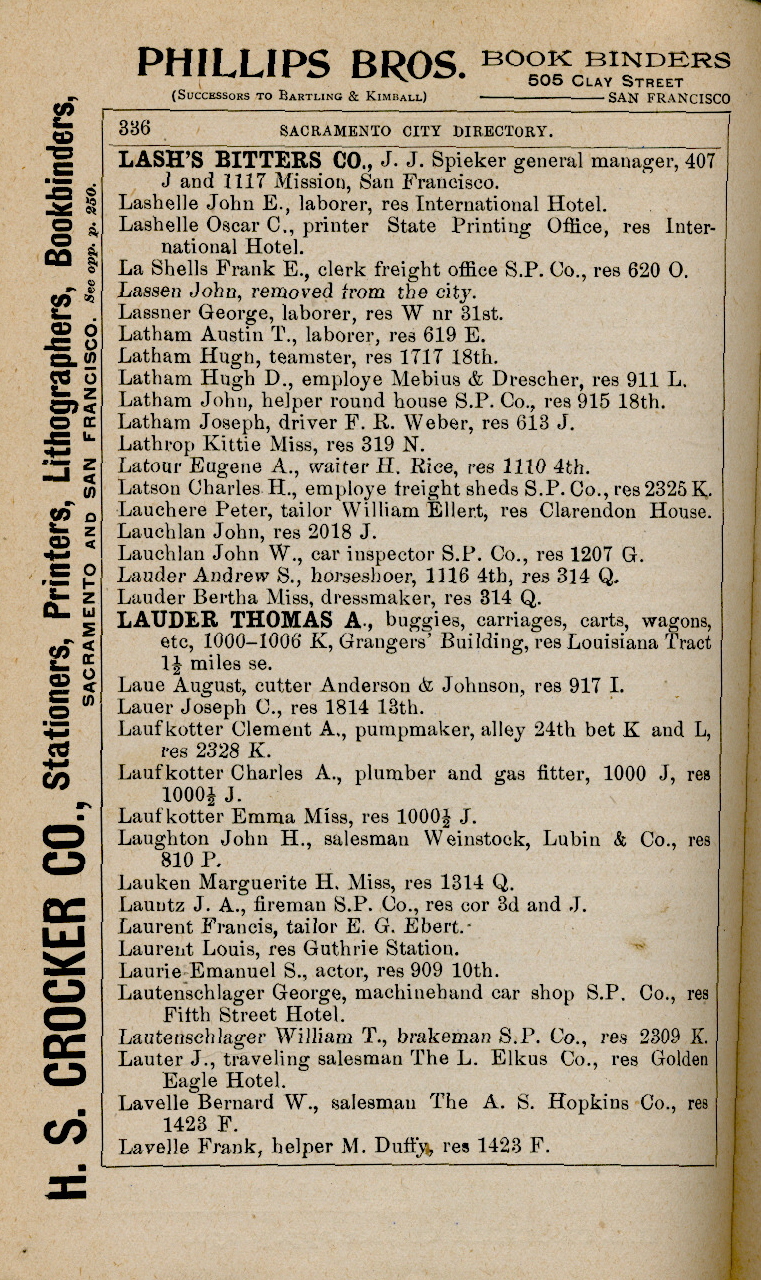 PHILLIPS BROS. BOOK BINDERS
505 CLAY STREET
(SUCCESSORS TO BARTLING & KIMBALL) SAN FRANCISCO
336 SACRAMENTO CITY DIRECTORY.
LASH'S BITTERS CO., J. J. Spieker general manager, 407
J and 1117 Mission, San Francisco.
Lashelle John E., laborer, res International Hotel.
Lashelle Oscar C., printer State Printing Office, res Inter-
national Hotel.
La Shells Frank E., clerk freight office S.P. Co., res 620 O.
Lassen John, removed from the city.
Lassner George, laborer, res W nr 31st.
Latham Austin T., laborer, res 619 E.
Latham Hugh, teamster, res 1717 18th.
Latham Hugh D., employe Mebius & Drescher, res 911 L.
Latham John, helper round house S.P. Co., res 915 18th.
Latham Joseph, driver F. R. Weber, res 613 J.
Lathrop Kittie Miss, res 319 N.
Latour Eugene A., waiter H. Rice, res 1110 4th.
Latson Charles H., employe freight sheds S.P. Co., res 2325 K.
Lauchere Peter, tailor William Ellert, res Clarendon House.
Lauchlan John, res 2018 J.
Lauchlan John W., car inspector S.P. Co., res 1207 G.
Lauder Andrew S., horseshoer, 1116 4th, res 314 Q.
Lauder Bertha Miss, dressmaker, res 314 Q.
LAUDER THOMAS A., buggies, carriages, carts, wagons,
etc, 1000-1006 K, Grangers' Building, res Louisiana Tract
1½ miles se.
Laue August, cutter Anderson & Johnson, res 917 I.
Lauer Joseph C., res 1814 13th.
Laufkotter Clement A., pumpmaker, alley 24th bet K and L,
res 2328 K.
Laufkotter Charles A., plumber and gas fitter, 1000 J, res
1000½ J.
Laufkotter Emma Miss, res 1000½ J.
Laughton John H., salesman Weinstock, Lubin & Co., res
810 P.
Lauken Marguerite H. Miss, res 1314 Q.
Launtz J. A., fireman S.P. Co., res cor 3d and J.
Laurent Francis, tailor E. G. Ebert.
Laurent Louis, res Guthrie Station.
Laurie Emanuel S., actor, res 909 10th.
Lautenschlager George, machinehand car shop S.P. Co., res
Fifth Street Hotel.
Lautenschlager William T., brakeman S.P. Co., res 2309 K.
Lauter J., traveling salesman The L. Elkus Co., res Golden
Eagle Hotel.
Lavelle Bernard W., salesman The A. S. Hopkins Co., res
1423 F.
Lavelle Frank, helper M. Duffy, res 1423 F.
H. S. CROCKER CO., Stationers, Printers, Lithographers, Bookbinders,
SACRAMENTO AND SAN FRANCISCO. See opp. p. 250.